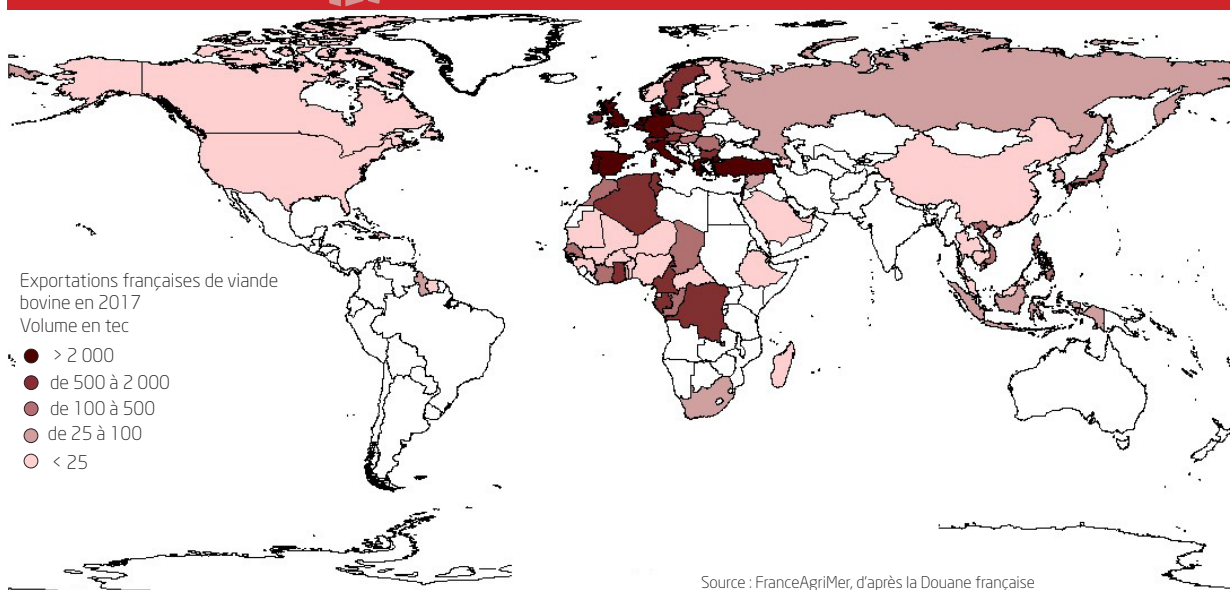 Exportations françaises de viande
bovine en 2017
Volume en tec
> 2 000
de 500 à 2 000
de 100 à 500
de 25 à 100
< 25
Source : FranceAgriMer, d'après la Douane française